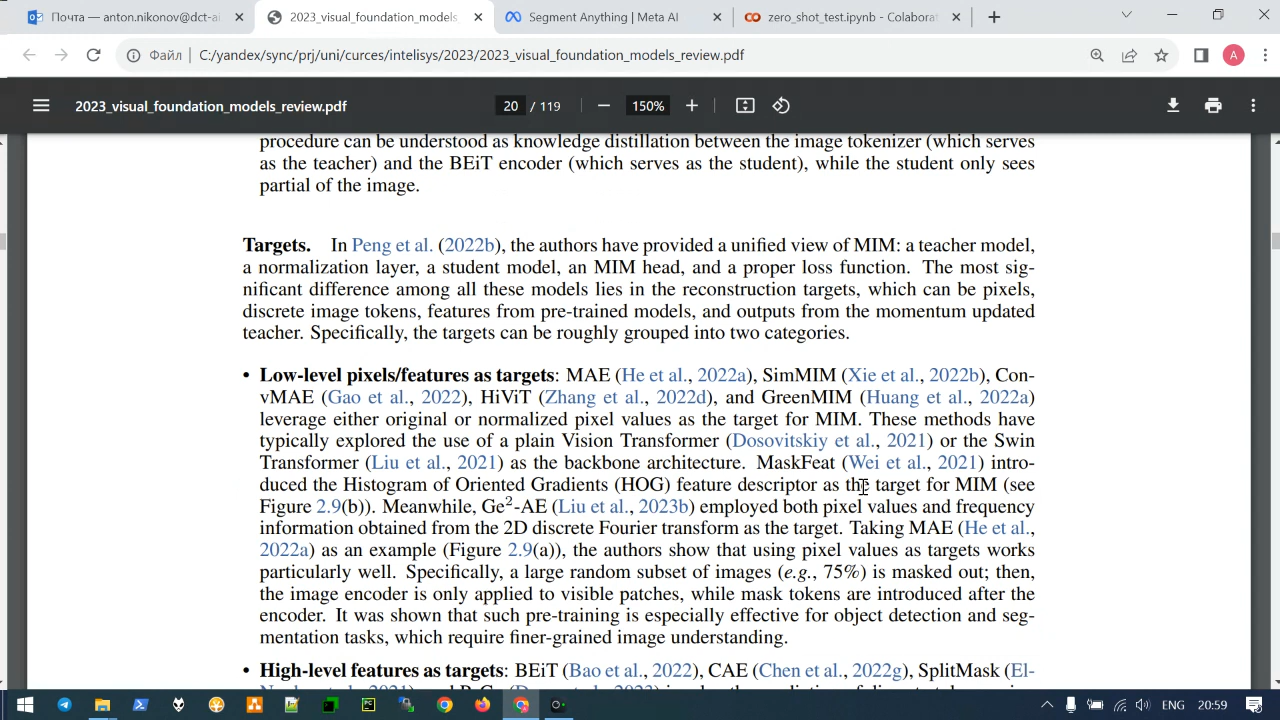 Почта – anton.nikonov@dct-ai
2023_visual_foundation_models
Segment Anything | Meta AI
zero_shot_test.ipynb - Colaborat
Файл
C:/yandex/sync/prj/uni/curces/intelisys/2023/2023_visual_foundation_models_review.pdf
A
2023_visual_foundation_models_review.pdf
20 / 119
150%
procedure can be understood as knowledge distillation between the image tokenizer (which serves
as the teacher) and the BEiT encoder (which serves as the student), while the student only sees
partial of the image.
Targets. In Peng et al. (2022b), the authors have provided a unified view of MIM: a teacher model,
a normalization layer, a student model, an MIM head, and a proper loss function. The most sig-
nificant difference among all these models lies in the reconstruction targets, which can be pixels,
discrete image tokens, features from pre-trained models, and outputs from the momentum updated
teacher. Specifically, the targets can be roughly grouped into two categories.
• Low-level pixels/features as targets: MAE (He et al., 2022a), SimMIM (Xie et al., 2022b), Con-
vMAE (Gao et al., 2022), HiViT (Zhang et al., 2022d), and GreenMIM (Huang et al., 2022a)
leverage either original or normalized pixel values as the target for MIM. These methods have
typically explored the use of a plain Vision Transformer (Dosovitskiy et al., 2021) or the Swin
Transformer (Liu et al., 2021) as the backbone architecture. MaskFeat (Wei et al., 2021) intro-
duced the Histogram of Oriented Gradients (HOG) feature descriptor as the target for MIM (see
Figure 2.9(b)). Meanwhile, Ge²-AE (Liu et al., 2023b) employed both pixel values and frequency
information obtained from the 2D discrete Fourier transform as the target. Taking MAE (He et al.,
2022a) as an example (Figure 2.9(a)), the authors show that using pixel values as targets works
particularly well. Specifically, a large random subset of images (e.g., 75%) is masked out; then,
the image encoder is only applied to visible patches, while mask tokens are introduced after the
encoder. It was shown that such pre-training is especially effective for object detection and seg-
mentation tasks, which require finer-grained image understanding.
• High-level features as targets: BEiT (Bao et al., 2022), CAE (Chen et al., 2022g), SplitMask (El-
ENG
20:59